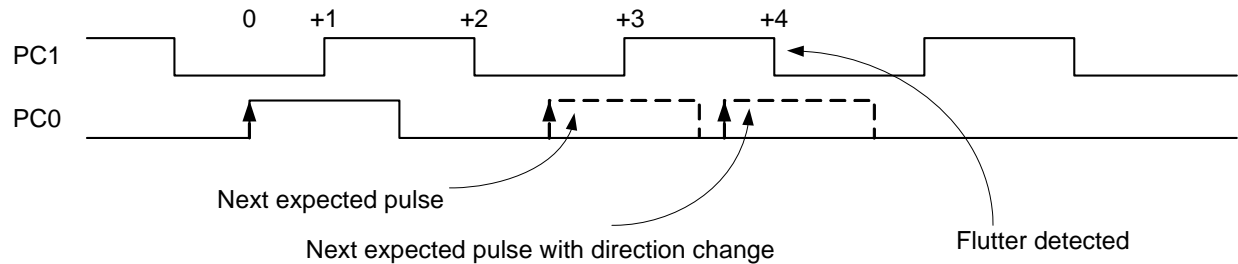 0 +1 +2 +3 +4
PC1
PC0
Next expected pulse
Next expected pulse with direction change
Flutter detected